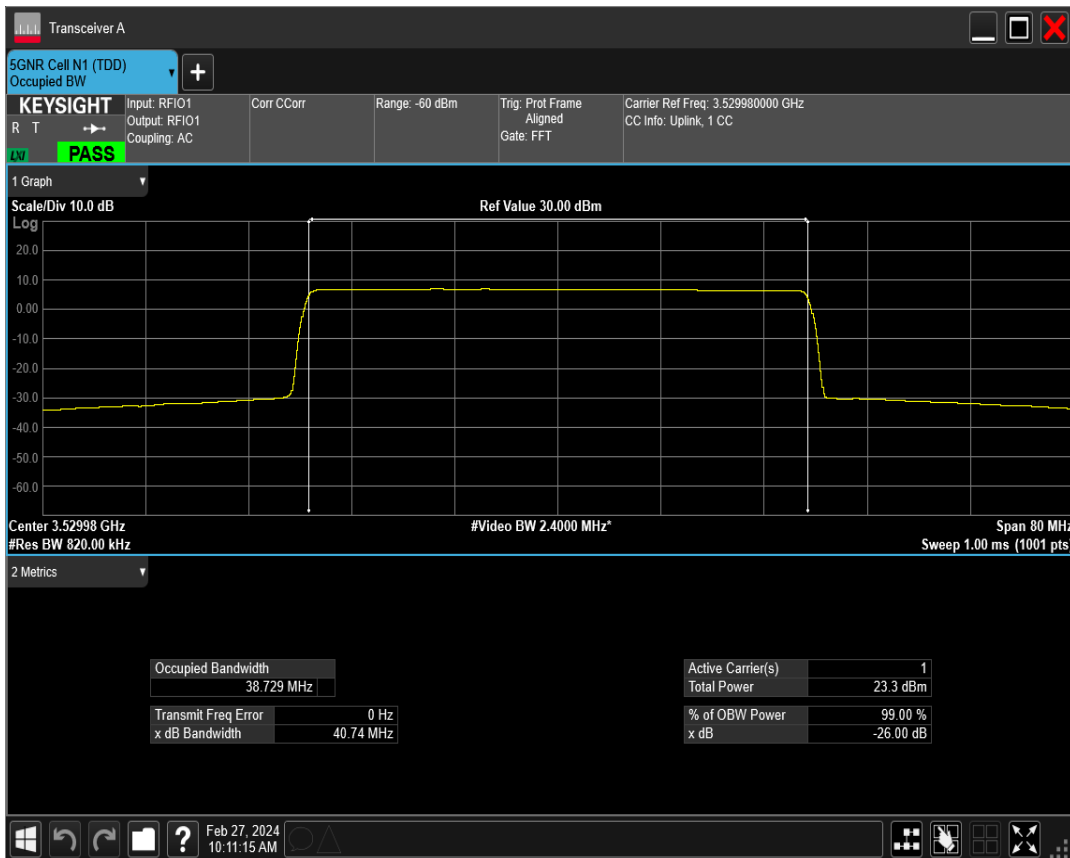 Transceiver A
5GNR Cell N1 (TDD)
Occupied BW
+
KEYSIGHT
R T
LXI
PASS
Input: RFIO1
Output: RFIO1
Coupling: AC
Corr CCorr
Range: -60 dBm
Trig: Prot Frame
Aligned
Gate: FFT
Carrier Ref Freq: 3.529980000 GHz
CC Info: Uplink, 1 CC
1 Graph
Scale/Div 10.0 dB
Ref Value 30.00 dBm
Log
20.0
10.0
0.00
-10.0
-20.0
-30.0
-40.0
-50.0
-60.0
Center 3.52998 GHz
#Video BW 2.4000 MHz*
Span 80 MHz
#Res BW 820.00 kHz
Sweep 1.00 ms (1001 pts)
2 Metrics
Occupied Bandwidth
38.729 MHz
Transmit Freq Error 0 Hz
x dB Bandwidth 40.74 MHz
Active Carrier(s) 1
Total Power 23.3 dBm
% of OBW Power 99.00 %
x dB -26.00 dB
?
Feb 27, 2024
10:11:15 AM